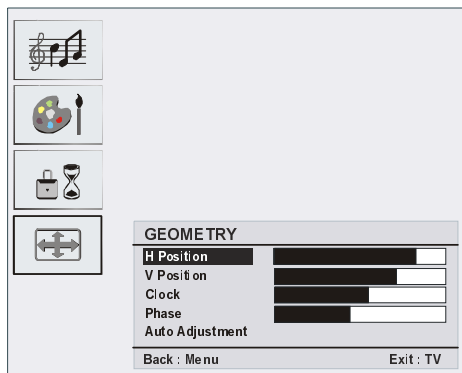 GEOMETRY
H Position
V Position
Clock
Phase
Auto Adjustment
Back : Menu Exit : TV